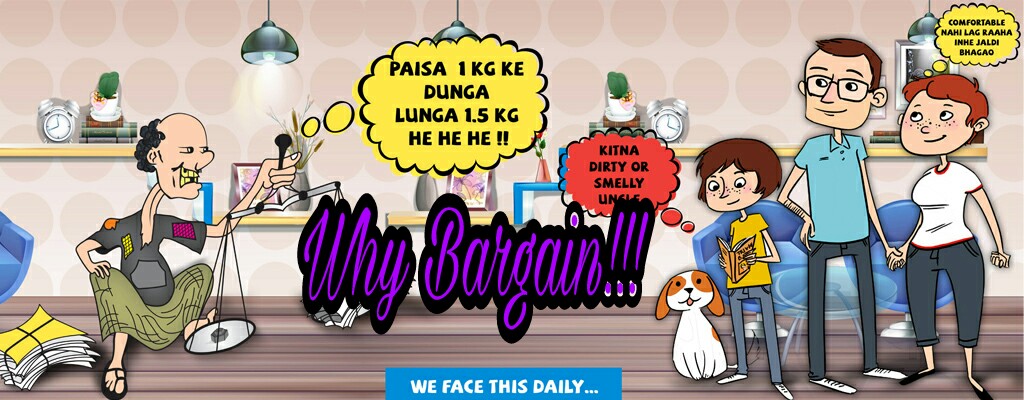 PAISA 1 KG KE
DUNGA
LUNGA 1.5 KG
HE HE HE !!
COMFORTABLE
NAHI LAG RAAHA
INHE JALDI
BHAGAO
KITNA
DIRTY OR
SMELLY
UNCLE
Why Bargain!!!
WE FACE THIS DAILY...